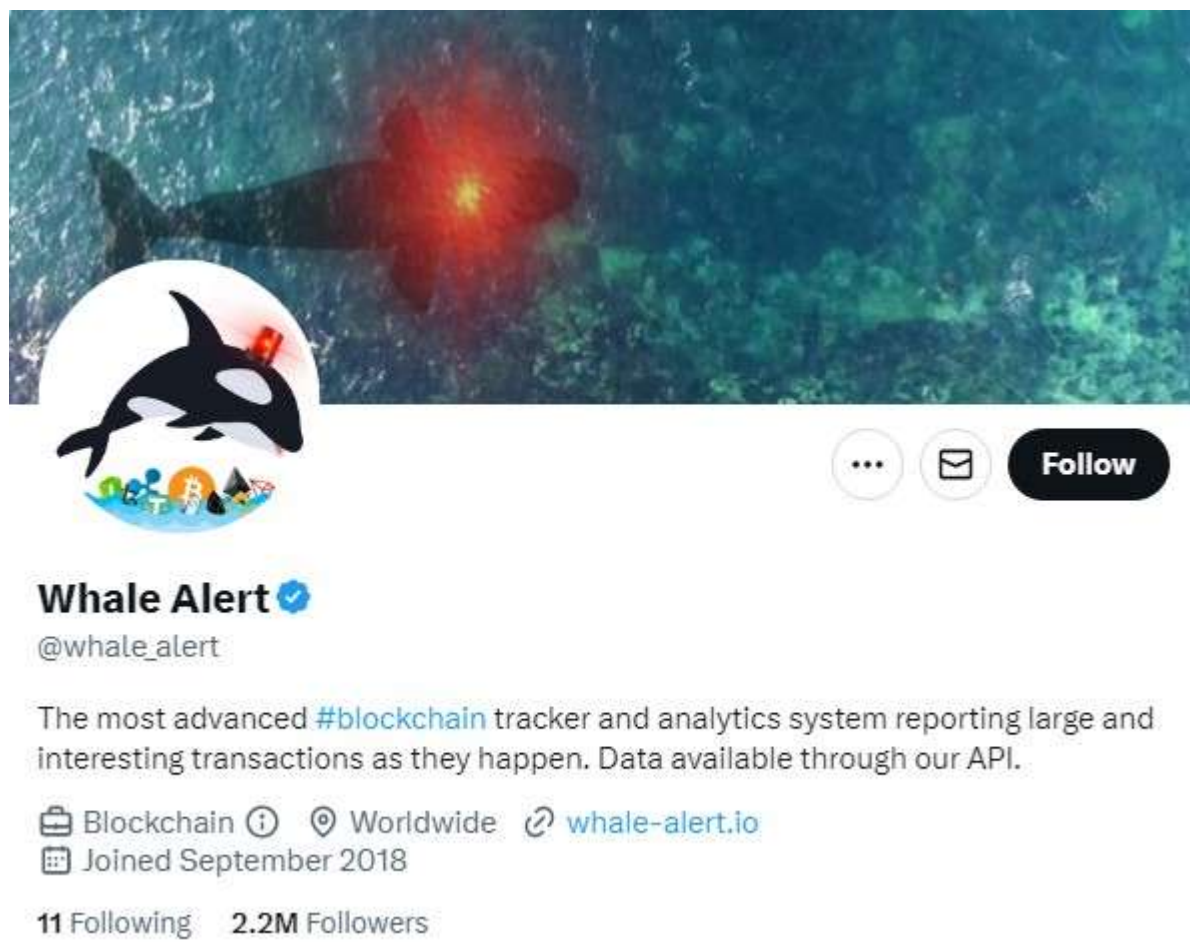 Follow
Whale Alert
@whale_alert
The most advanced #blockchain tracker and analytics system reporting large and
interesting transactions as they happen. Data available through our API.
Blockchain Worldwide whale-alert.io
Joined September 2018
11 Following 2.2M Followers